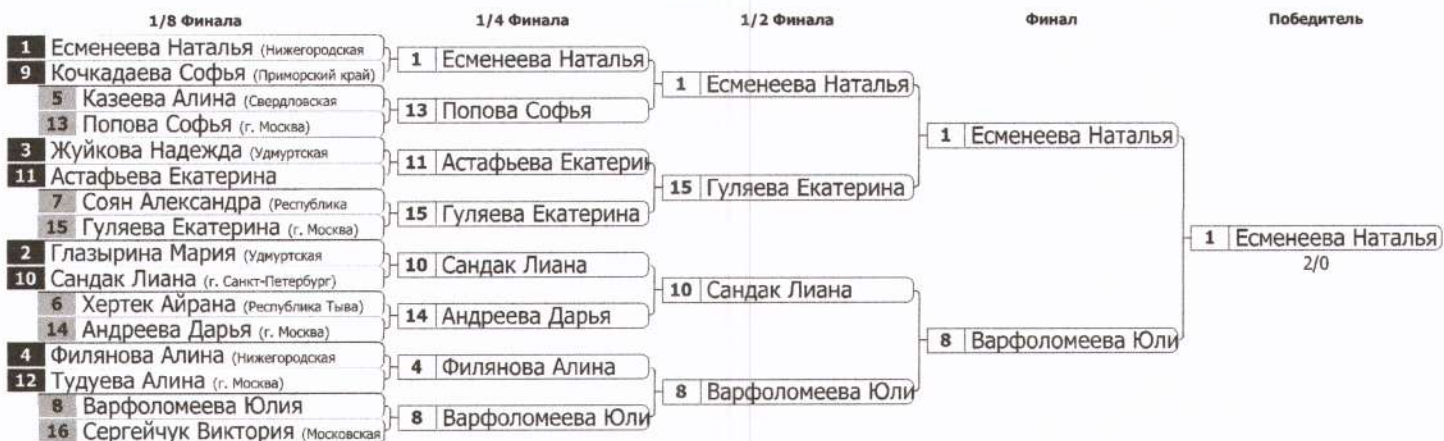 1/8 Финала
1/4 Финала
1/2 Финала
Финал
Победитель
1 Есменеева Наталья (Нижегородская
9 Кочкадаева Софья (Приморский край)
5 Казеева Алина (Свердловская
13 Попова Софья (г. Москва)
3 Жуйкова Надежда (Удмуртская
11 Астафьева Екатерина
7 Соян Александра (Республика
15 Гуляева Екатерина (г. Москва)
2 Глазырина Мария (Удмуртская
10 Сандак Лиана (г. Санкт-Петербург)
6 Хертек Айрана (Республика Тыва)
14 Андреева Дарья (г. Москва)
4 Филянова Алина (Нижегородская
12 Тудуева Алина (г. Москва)
8 Варфоломеева Юлия
16 Сергейчук Виктория (Московская
1 Есменеева Наталья
13 Попова Софья
11 Астафьева Екатерин
15 Гуляева Екатерина
10 Сандак Лиана
14 Андреева Дарья
4 Филянова Алина
8 Варфоломеева Юли
1 Есменеева Наталья
15 Гуляева Екатерина
10 Сандак Лиана
8 Варфоломеева Юли
1 Есменеева Наталья
8 Варфоломеева Юли
1 Есменеева Наталья
2/0